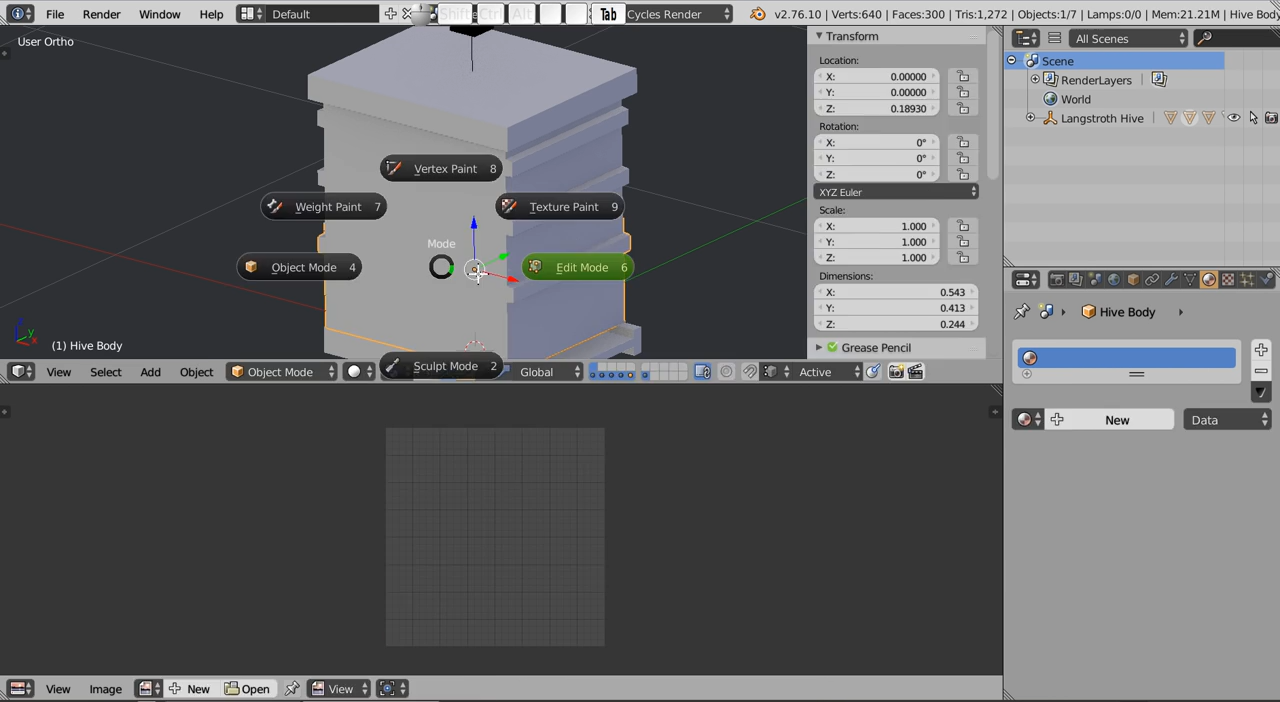 File Render Window Help Default Shift Ctrl Alt Tab Cycles Render v2.76.10 | Verts:640 | Faces:300 | Tris:1,272 | Objects:1/7 | Lamps:0/0 | Mem:21.21M | Hive Bod
User Ortho
Vertex Paint 8
Weight Paint 7
Texture Paint 9
Mode
Object Mode 4
Edit Mode 6
Sculpt Mode 2
(1) Hive Body
View Select Add Object Object Mode Global Active
Transform
Location:
X: 0.00000
Y: 0.00000
Z: 0.18930
Rotation:
X: 0°
Y: 0°
Z: 0°
XYZ Euler
Scale:
X: 1.000
Y: 1.000
Z: 1.000
Dimensions:
X: 0.543
Y: 0.413
Z: 0.244
Grease Pencil
All Scenes
Scene
RenderLayers
World
Langstroth Hive
Hive Body
New Data
View Image New Open View